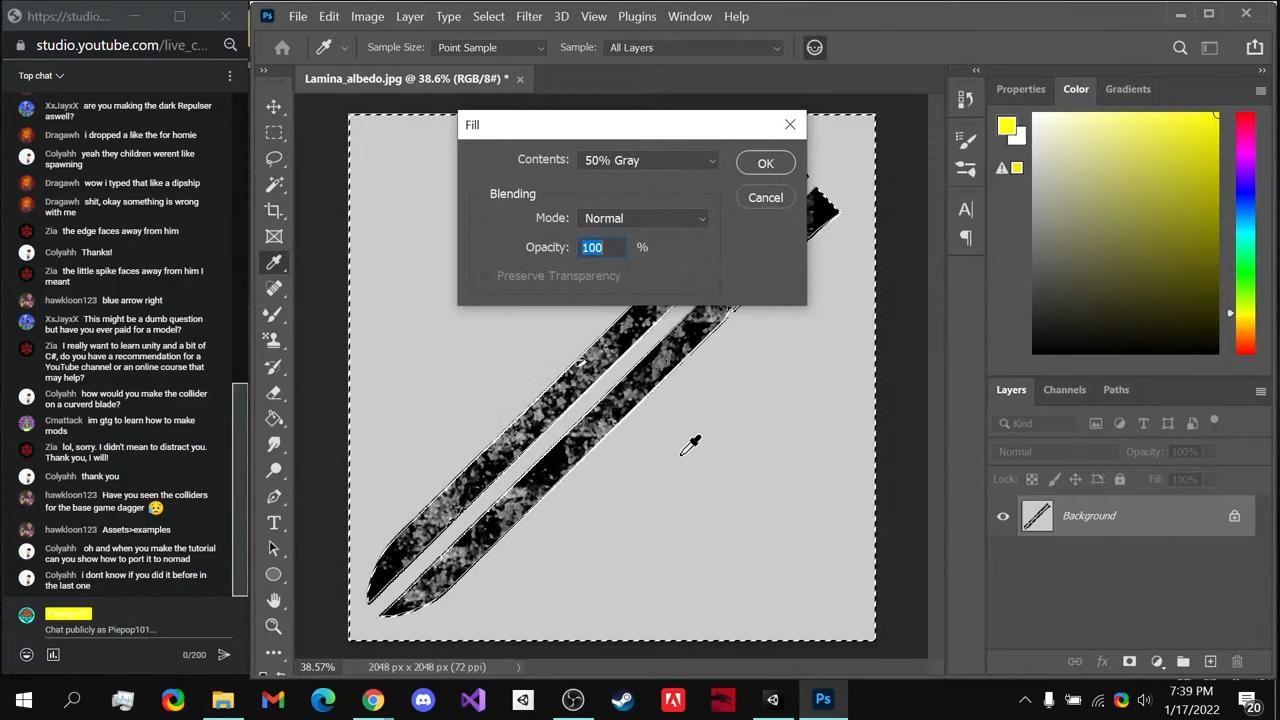 https://studio.
studio.youtube.com/live_c...
Top chat
XxJayxX are you making the dark Repulser
aswell?
Dragawh i dropped a like the for homie
Colyahh yeah they children werent like
spawning
Dragawh wow i typed that like a dipship
Dragawh shit, okay something is wrong
with me
Zia the edge faces away from him
Colyahh Thanks!
Zia the little spike faces away from him I
meant
hawkloon123 blue arrow right
XxJayxX This might be a dumb question
but have you ever paid for a model?
Zia I really want to learn unity and a bit of
C#, do you have a recommendation for a
YouTube channel or an online course that
may help?
Colyahh how would you make the collider
on a curverd blade?
Cmattack im gtg to learn how to make
mods
Zia lol, sorry. I didn't mean to distract you.
Thank you, I will!
Colyahh thank you
hawkloon123 Have you seen the colliders
for the base game dagger 😥
hawkloon123 Assets>examples
Colyahh oh and when you make the tutorial
can you show how to port it to nomad
Colyahh i dont know if you did it before in
the last one
Piepop101
Chat publicly as Piepop101...
0/200
Ps File Edit Image Layer Type Select Filter 3D View Plugins Window Help
Sample Size: Point Sample Sample: All Layers
Lamina_albedo.jpg @ 38.6% (RGB/8#) *
Fill
Contents: 50% Gray
OK
Blending
Cancel
Mode: Normal
Opacity: 100 %
Preserve Transparency
38.57% 2048 px x 2048 px (72 ppi)
Properties Color Gradients
Layers Channels Paths
Kind
Normal Opacity: 100%
Lock: Fill: 100%
Background
fx
Ps
7:39 PM
1/17/2022
20